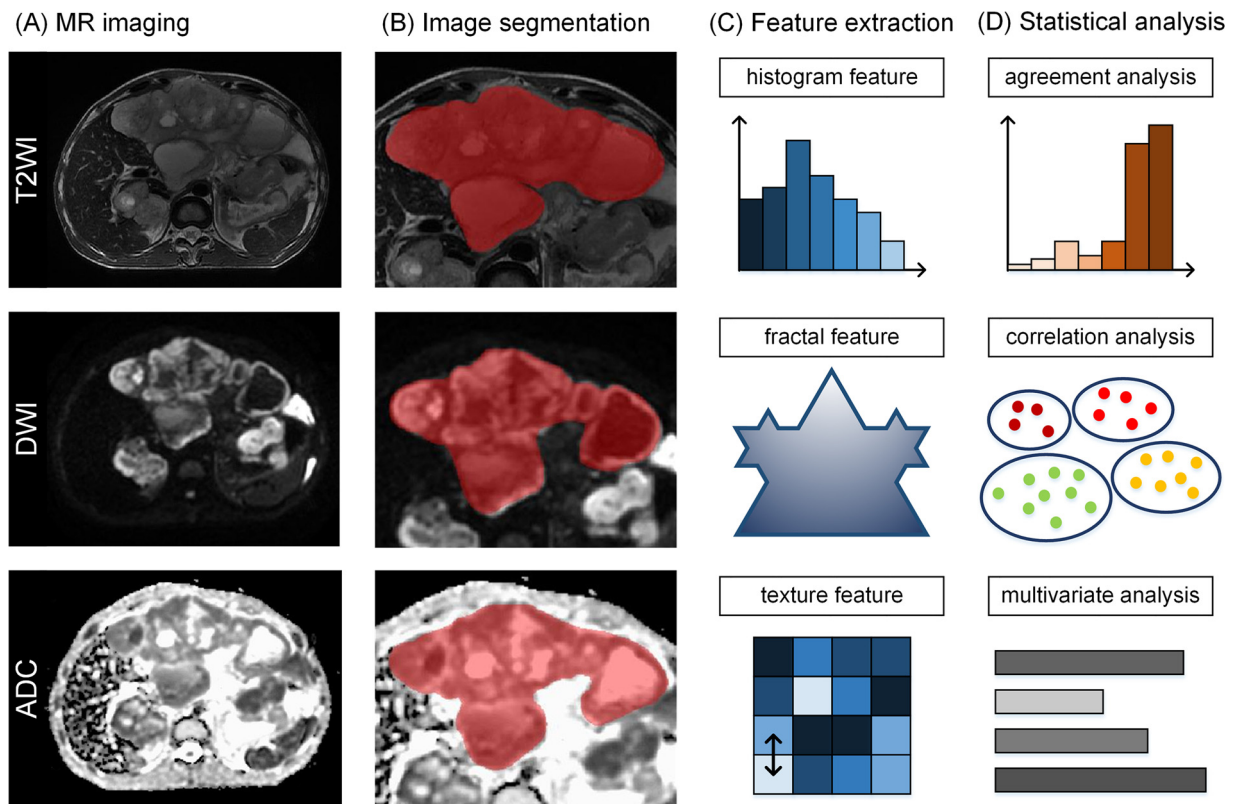 (A) MR imaging
(B) Image segmentation
(C) Feature extraction
(D) Statistical analysis
T2WI
histogram feature
agreement analysis
DWI
fractal feature
correlation analysis
ADC
texture feature
multivariate analysis